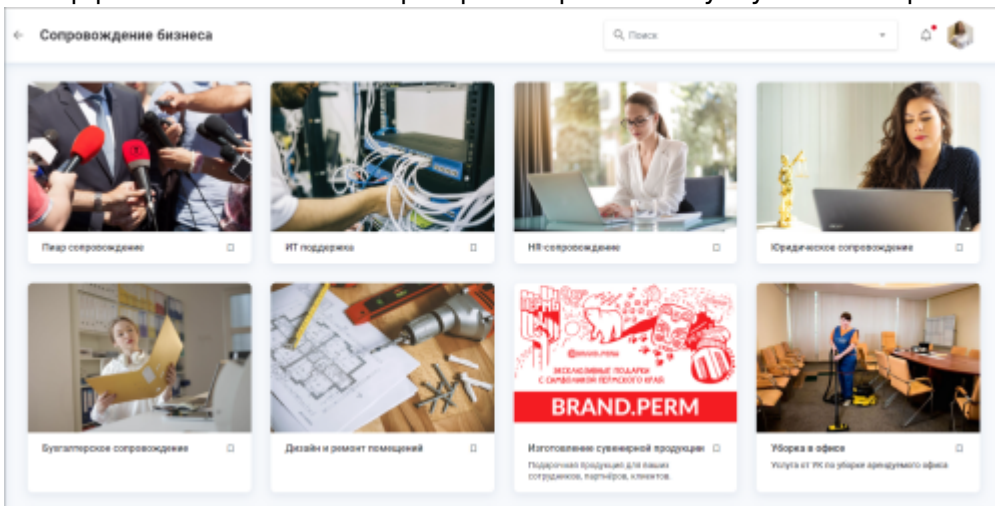 Сопровождение бизнеса
Поиск
Пиар сопровождение
ИТ поддержка
HR-сопровождение
Юридическое сопровождение
Бухгалтерское сопровождение
Дизайн и ремонт помещений
@BRAND.PERM
ЭКСКЛЮЗИВНЫЕ ПОДАРКИ
С СИМВОЛИКОЙ ПЕРМСКОГО КРАЯ
BRAND.PERM
Изготовление сувенирной продукции
Подарочная продукция для ваших
сотрудников, партнёров, клиентов.
Уборка в офисе
Услуга от УК по уборке арендуемого офиса